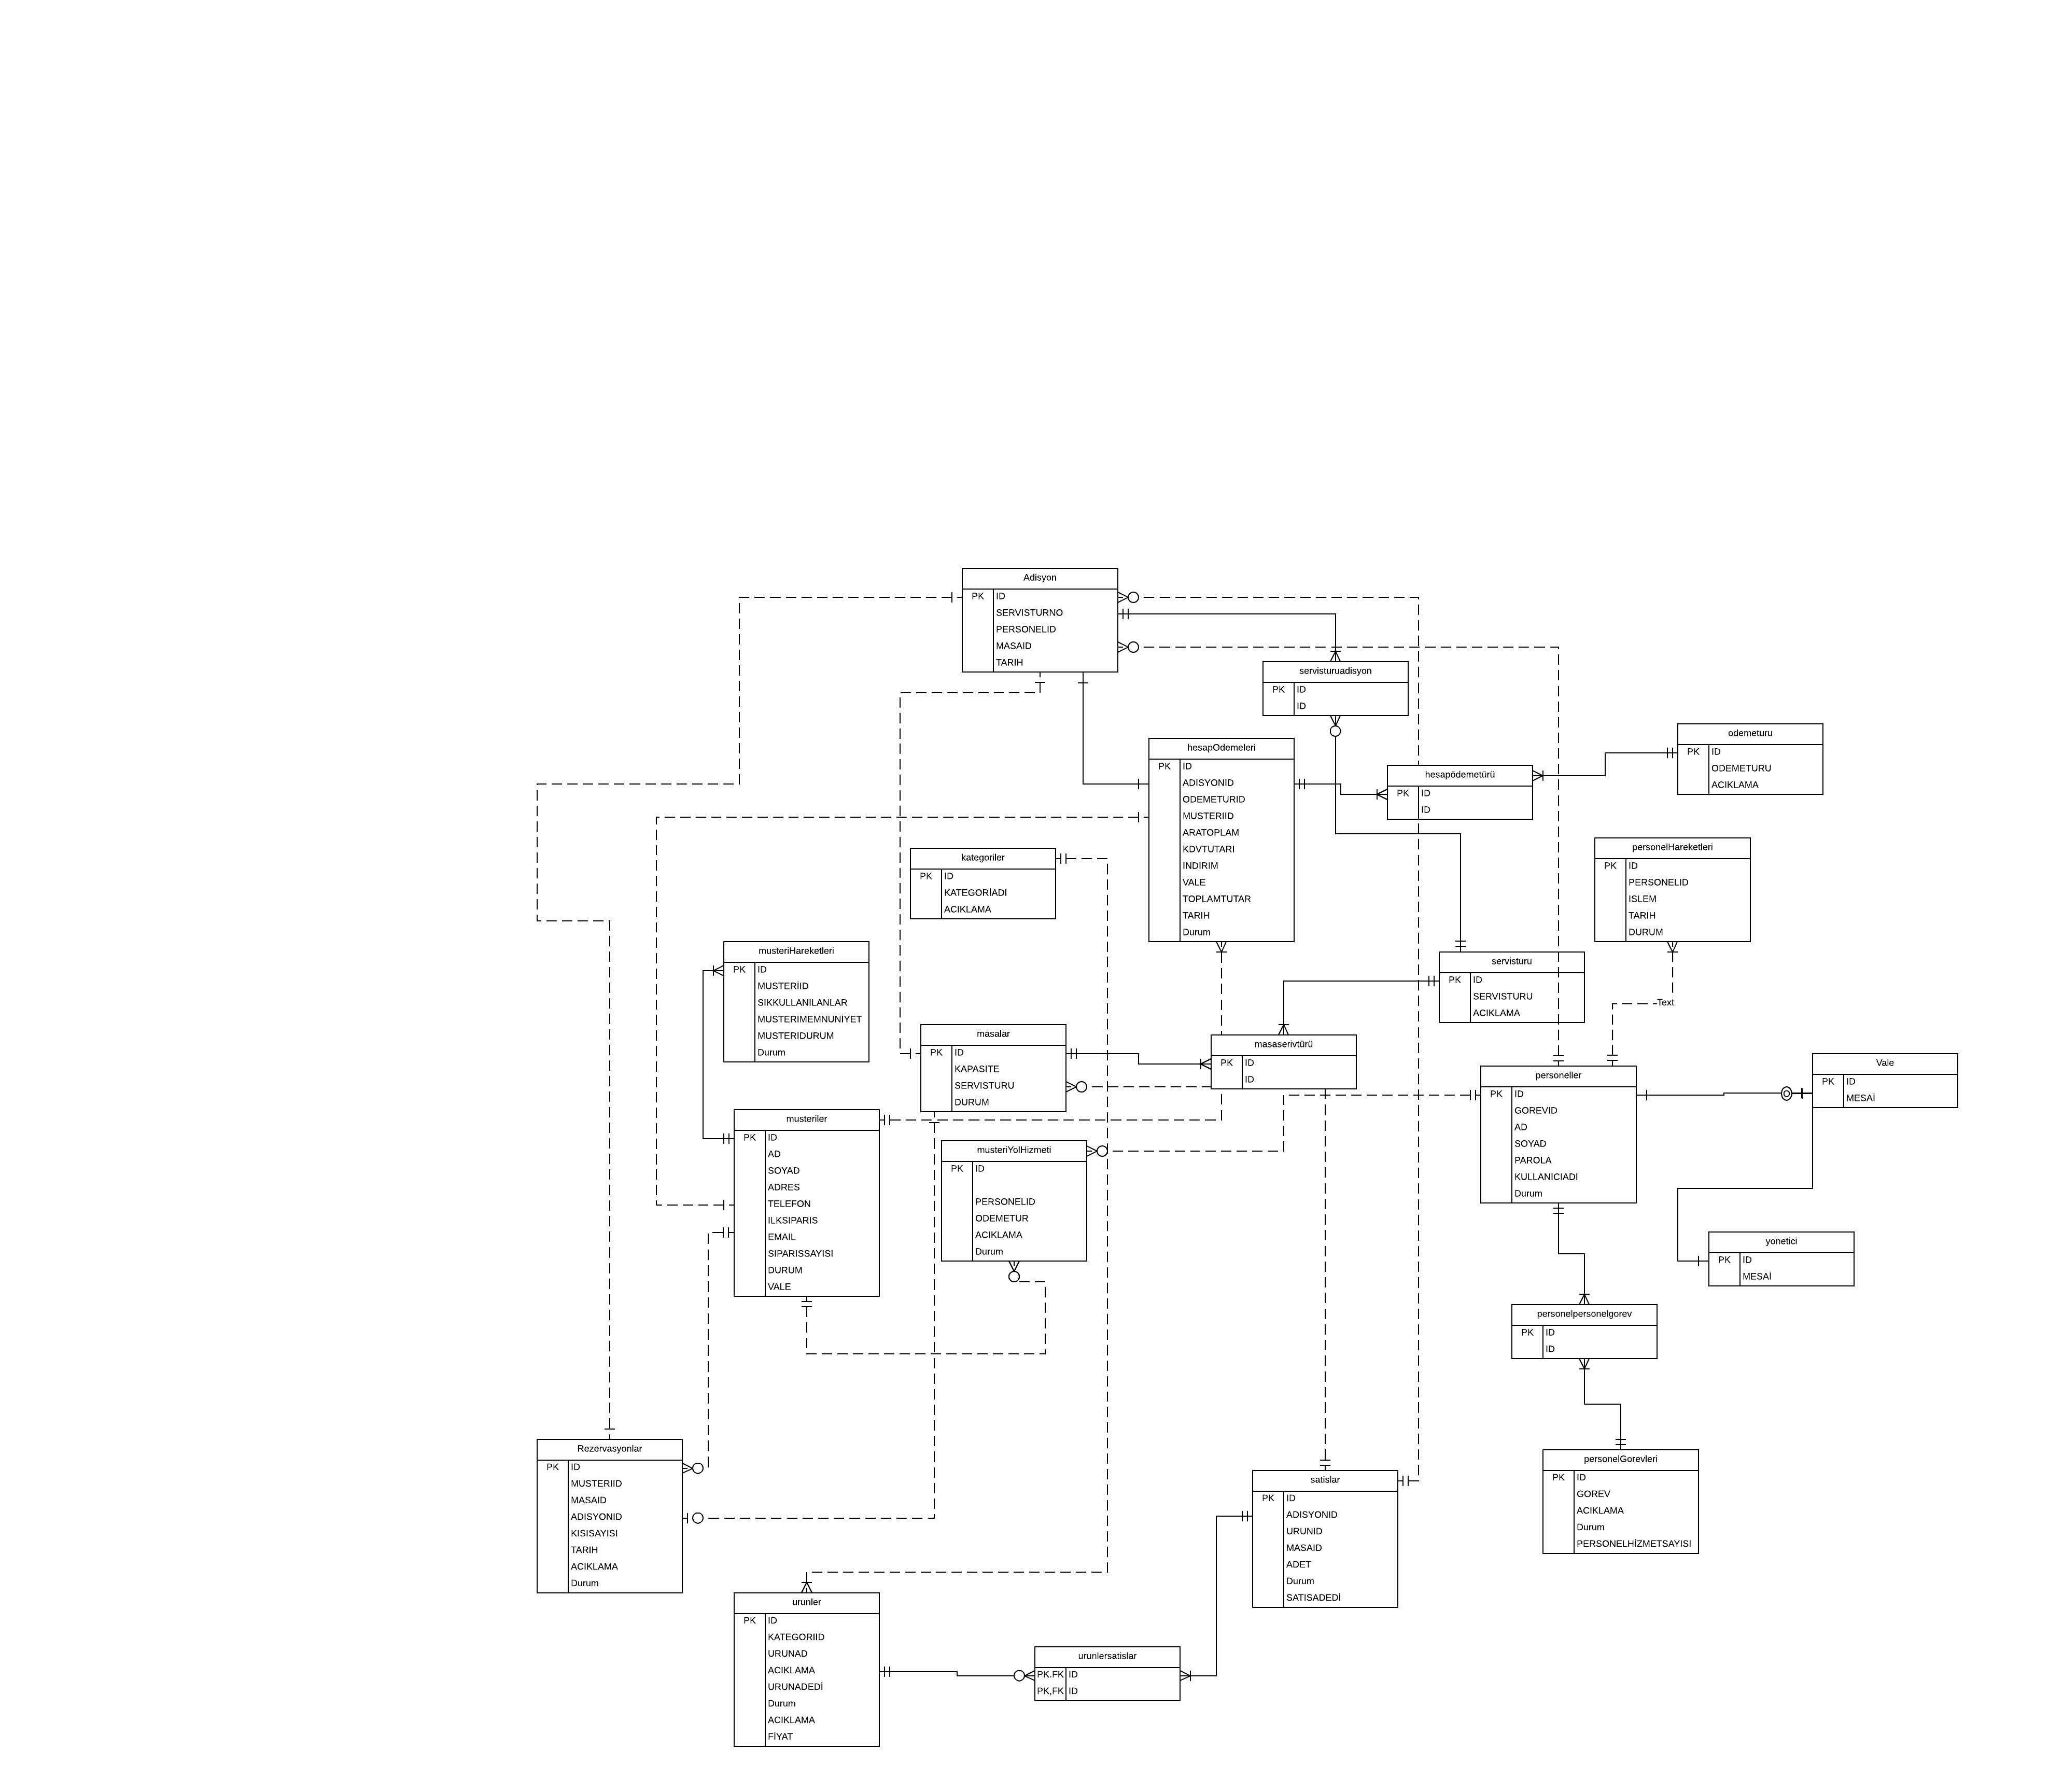 Adisyon
PK ID
SERVISTURNO
PERSONELID
MASAID
TARIH
servisturuadisyon
PK ID
ID
odemeturu
PK ID
ODEMETURU
ACIKLAMA
hesapOdemeleri
PK ID
ADISYONID
ODEMETURID
MUSTERIID
ARATOPLAM
KDVTUTARI
INDIRIM
VALE
TOPLAMTUTAR
TARIH
Durum
hesapödemetürü
PK ID
ID
personelHareketleri
PK ID
PERSONELID
ISLEM
TARIH
DURUM
kategoriler
PK ID
KATEGORİADI
ACIKLAMA
musteriHareketleri
PK ID
MUSTERİID
SIKKULLANILANLAR
MUSTERIMEMNUNİYET
MUSTERIDURUM
Durum
servisturu
PK ID
SERVISTURU
ACIKLAMA
Text
masalar
PK ID
KAPASITE
SERVISTURU
DURUM
masaserivtürü
PK ID
ID
personeller
PK ID
GOREVID
AD
SOYAD
PAROLA
KULLANICIADI
Durum
Vale
PK ID
MESAİ
musteriler
PK ID
AD
SOYAD
ADRES
TELEFON
ILKSIPARIS
EMAIL
SIPARISSAYISI
DURUM
VALE
musteriYolHizmeti
PK ID
PERSONELID
ODEMETUR
ACIKLAMA
Durum
yonetici
PK ID
MESAİ
personelpersonelgorev
PK ID
ID
Rezervasyonlar
PK ID
MUSTERIID
MASAID
ADISYONID
KISISAYISI
TARIH
ACIKLAMA
Durum
personelGorevleri
PK ID
GOREV
ACIKLAMA
Durum
PERSONELHİZMETSAYISI
satislar
PK ID
ADISYONID
URUNID
MASAID
ADET
Durum
SATISADEDİ
urunler
PK ID
KATEGORIID
URUNAD
ACIKLAMA
URUNADEDİ
Durum
ACIKLAMA
FİYAT
urunlersatislar
PK.FK ID
PK,FK ID